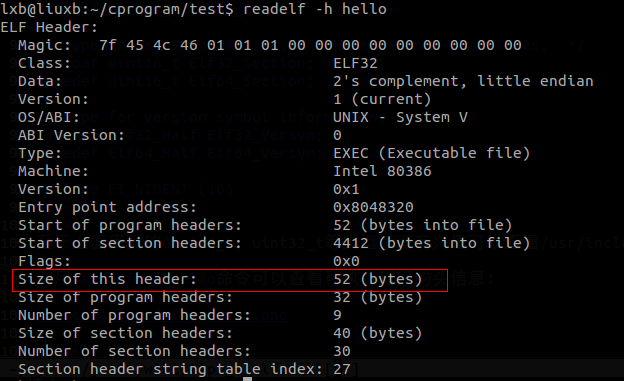 lxb@liuxb:~/cprogram/test$ readelf -h hello
ELF Header:
  Magic:   7f 45 4c 46 01 01 01 00 00 00 00 00 00 00 00 00
  Class:                             ELF32
  Data:                              2's complement, little endian
  Version:                           1 (current)
  OS/ABI:                            UNIX - System V
  ABI Version:                       0
  Type:                              EXEC (Executable file)
  Machine:                           Intel 80386
  Version:                           0x1
  Entry point address:               0x8048320
  Start of program headers:          52 (bytes into file)
  Start of section headers:          4412 (bytes into file)
  Flags:                             0x0
  Size of this header:               52 (bytes)
  Size of program headers:           32 (bytes)
  Number of program headers:         9
  Size of section headers:           40 (bytes)
  Number of section headers:         30
  Section header string table index: 27